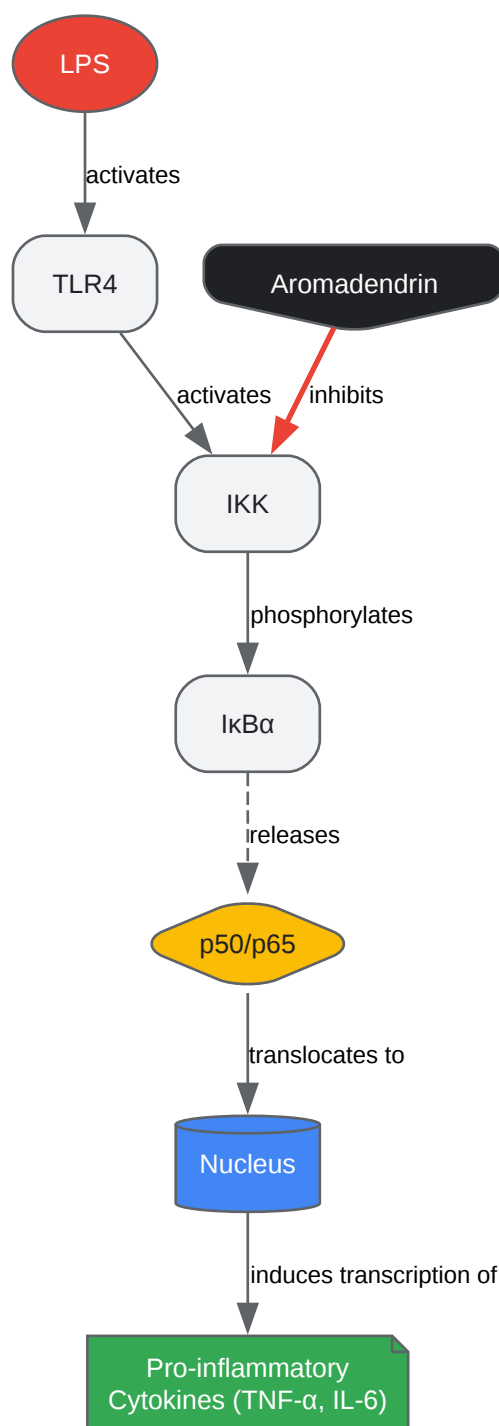 LPS
activates
TLR4
Aromadendrin
activates
inhibits
IKK
phosphorylates
IκBα
releases
p50/p65
translocates to
Nucleus
induces transcription of
Pro-inflammatory
Cytokines (TNF-α, IL-6)